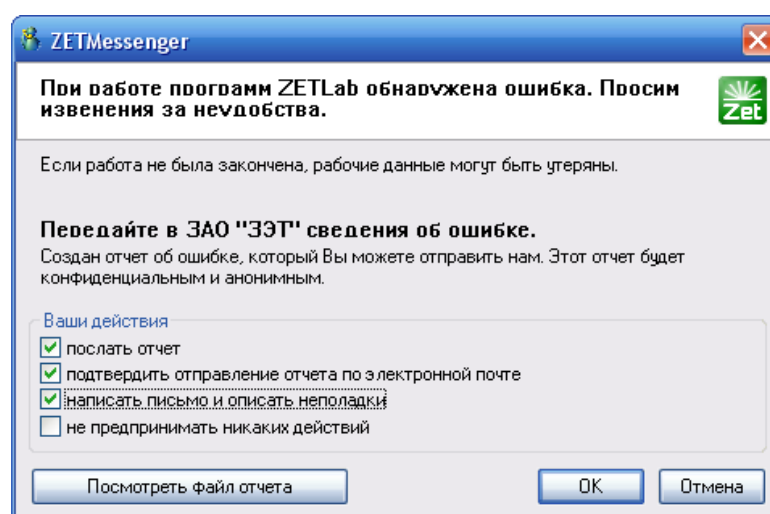 ZETMessenger
При работе программ ZETLab обнаружена ошибка. Просим
извенения за неудобства.
Zet
Если работа не была закончена, рабочие данные могут быть утеряны.
Передайте в ЗАО "ЗЭТ" сведения об ошибке.
Создан отчет об ошибке, который Вы можете отправить нам. Этот отчет будет
конфиденциальным и анонимным.
Ваши действия
послать отчет
подтвердить отправление отчета по электронной почте
написать письмо и описать неполадки
не предпринимать никаких действий
Посмотреть файл отчета
OK
Отмена